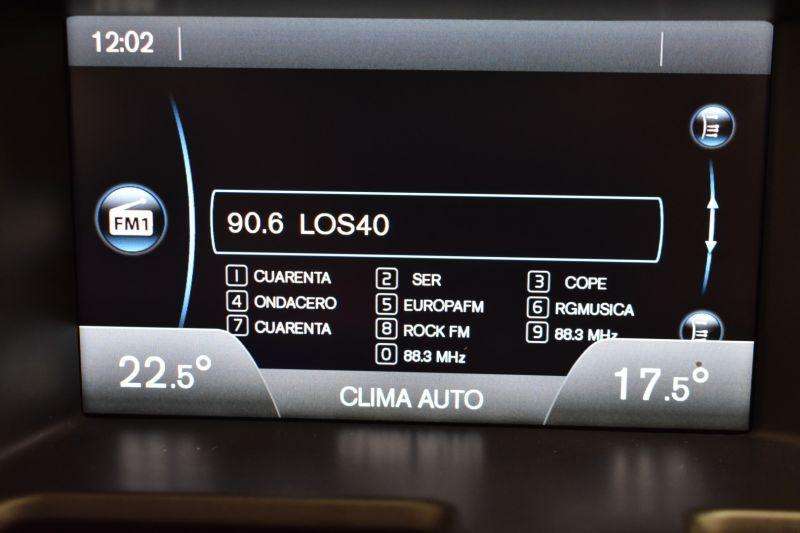 12:02
FM1
90.6 LOS40
1 CUARENTA 2 SER 3 COPE
4 ONDACERO 5 EUROPAFM 6 RGMUSICA
7 CUARENTA 8 ROCK FM 9 88.3 MHz
0 88.3 MHz
22.5° CLIMA AUTO 17.5°